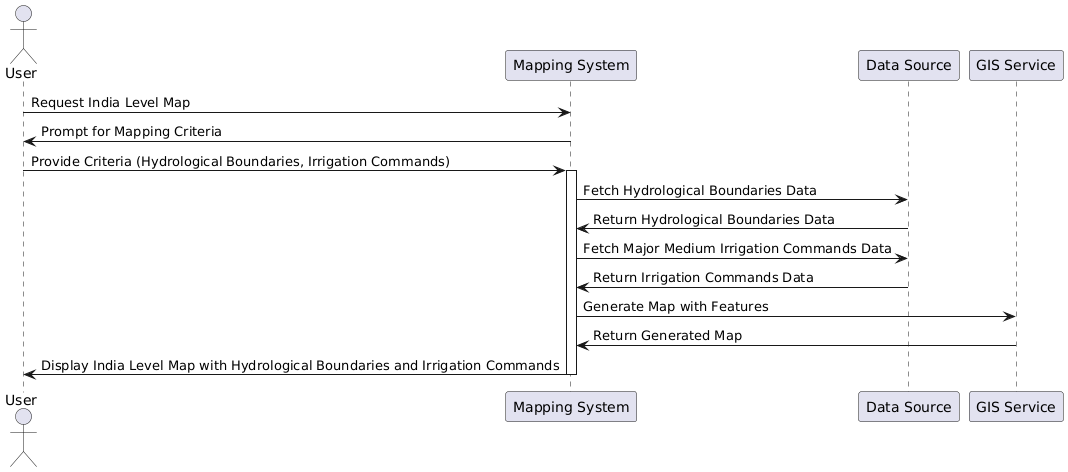 User
Mapping System
Data Source
GIS Service
Request India Level Map
Prompt for Mapping Criteria
Provide Criteria (Hydrological Boundaries, Irrigation Commands)
Fetch Hydrological Boundaries Data
Return Hydrological Boundaries Data
Fetch Major Medium Irrigation Commands Data
Return Irrigation Commands Data
Generate Map with Features
Return Generated Map
Display India Level Map with Hydrological Boundaries and Irrigation Commands
User
Mapping System
Data Source
GIS Service